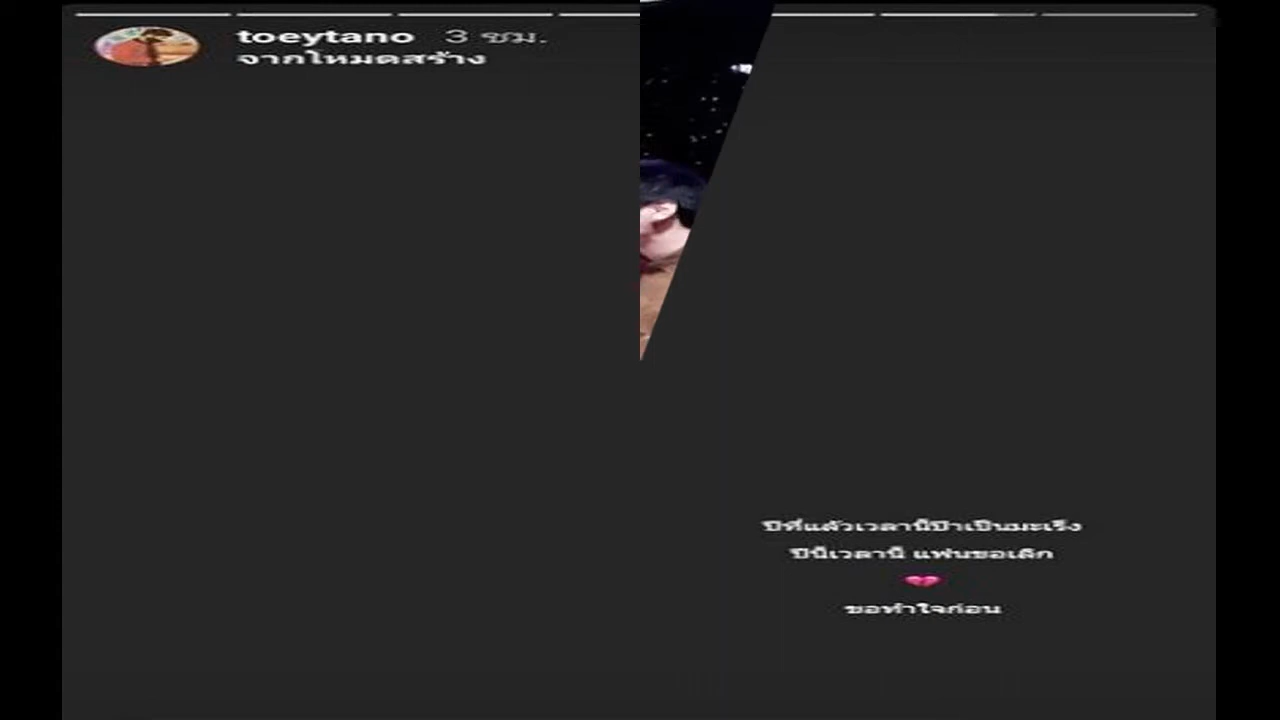 toeytano 3 ชม.
จากโหมดสร้าง
ปีที่แล้วเวลานี้ป๊าเป็นมะเร็ง
ปีนี้เวลานี้ แฟนขอเลิก
💔
ขอทำใจก่อน